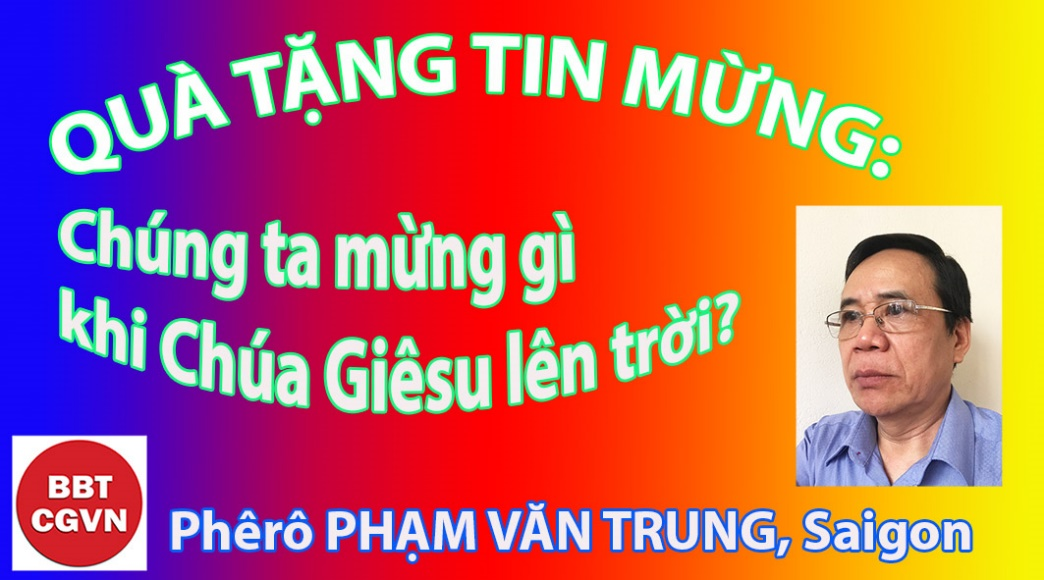 QUÀ TẶNG TIN MỪNG:
Chúng ta mừng gì
khi Chúa Giêsu lên trời?
BBT
CGVN
Phêrô PHẠM VĂN TRUNG, Saigon